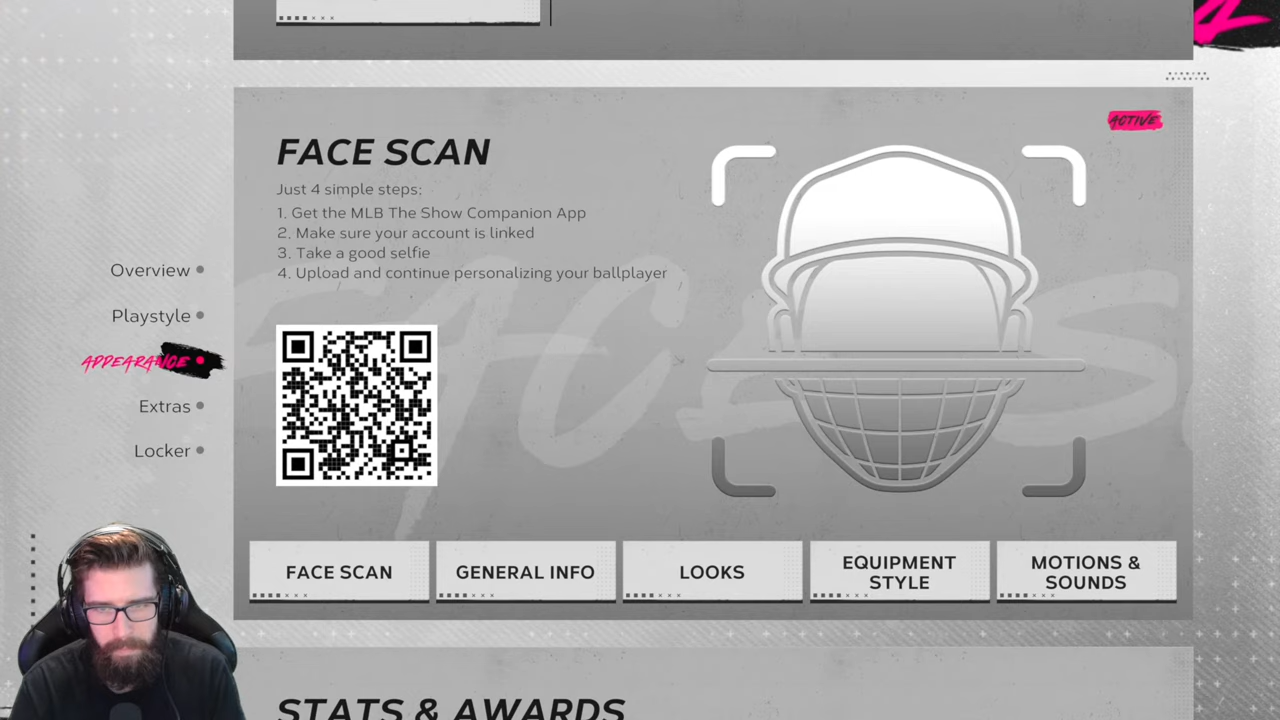 ACTIVE
FACE SCAN
Just 4 simple steps:
1. Get the MLB The Show Companion App
2. Make sure your account is linked
3. Take a good selfie
4. Upload and continue personalizing your ballplayer
Overview
Playstyle
APPEARANCE
Extras
Locker
FACE SCAN
GENERAL INFO
LOOKS
EQUIPMENT
STYLE
MOTIONS &
SOUNDS
STATS & AWARDS